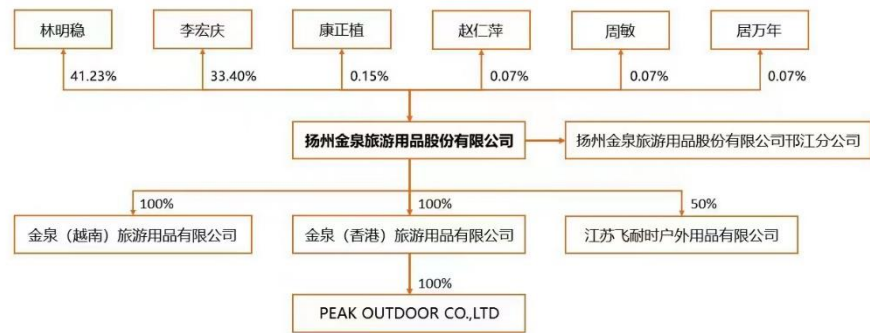 林明稳
李宏庆
康正植
赵仁萍
周敏
居万年
41.23%
33.40%
0.15%
0.07%
0.07%
0.07%
扬州金泉旅游用品股份有限公司
扬州金泉旅游用品股份有限公司邗江分公司
100%
100%
50%
金泉（越南）旅游用品有限公司
金泉（香港）旅游用品有限公司
江苏飞耐时户外用品有限公司
100%
PEAK OUTDOOR CO.,LTD